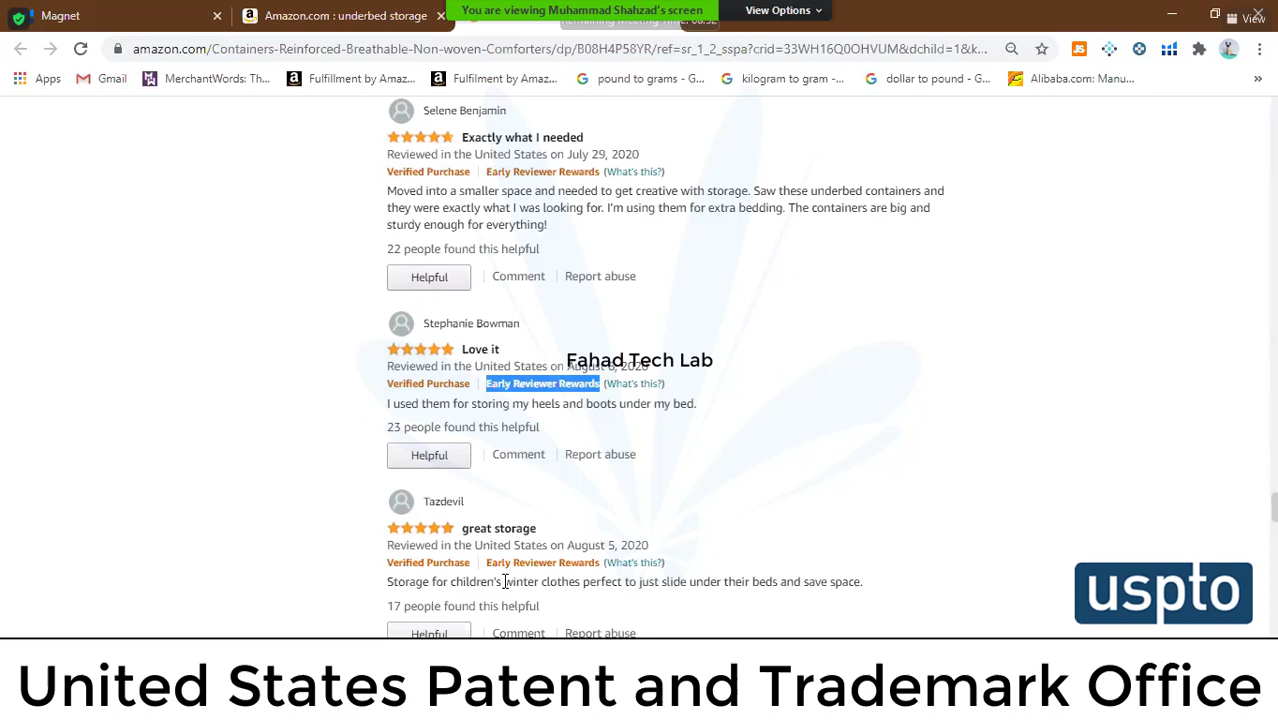 You are viewing Muhammad Shahzad's screen
View Options
View
Magnet
Amazon.com : underbed storage
amazon.com/Containers-Reinforced-Breathable-Non-woven-Comforters/dp/B08H4P58YR/ref=sr_1_2_sspa?crid=33WH16Q0OHVUM&dchild=1&k...
Apps
Gmail
MerchantWords: Th...
Fulfillment by Amaz...
Fulfilment by Amaz...
pound to grams - G...
kilogram to gram -...
dollar to pound - G...
Alibaba.com: Manu...
»
Selene Benjamin
Exactly what I needed
Reviewed in the United States on July 29, 2020
Verified Purchase | Early Reviewer Rewards (What's this?)
Moved into a smaller space and needed to get creative with storage. Saw these underbed containers and
they were exactly what I was looking for. I'm using them for extra bedding. The containers are big and
sturdy enough for everything!
22 people found this helpful
Helpful | Comment | Report abuse
Stephanie Bowman
Love it
Fahad Tech Lab
Reviewed in the United States on August 6, 2020
Verified Purchase | Early Reviewer Rewards (What's this?)
I used them for storing my heels and boots under my bed.
23 people found this helpful
Helpful | Comment | Report abuse
Tazdevil
great storage
Reviewed in the United States on August 5, 2020
Verified Purchase | Early Reviewer Rewards (What's this?)
Storage for children's winter clothes perfect to just slide under their beds and save space.
17 people found this helpful
Helpful | Comment | Report abuse
uspto
United States Patent and Trademark Office